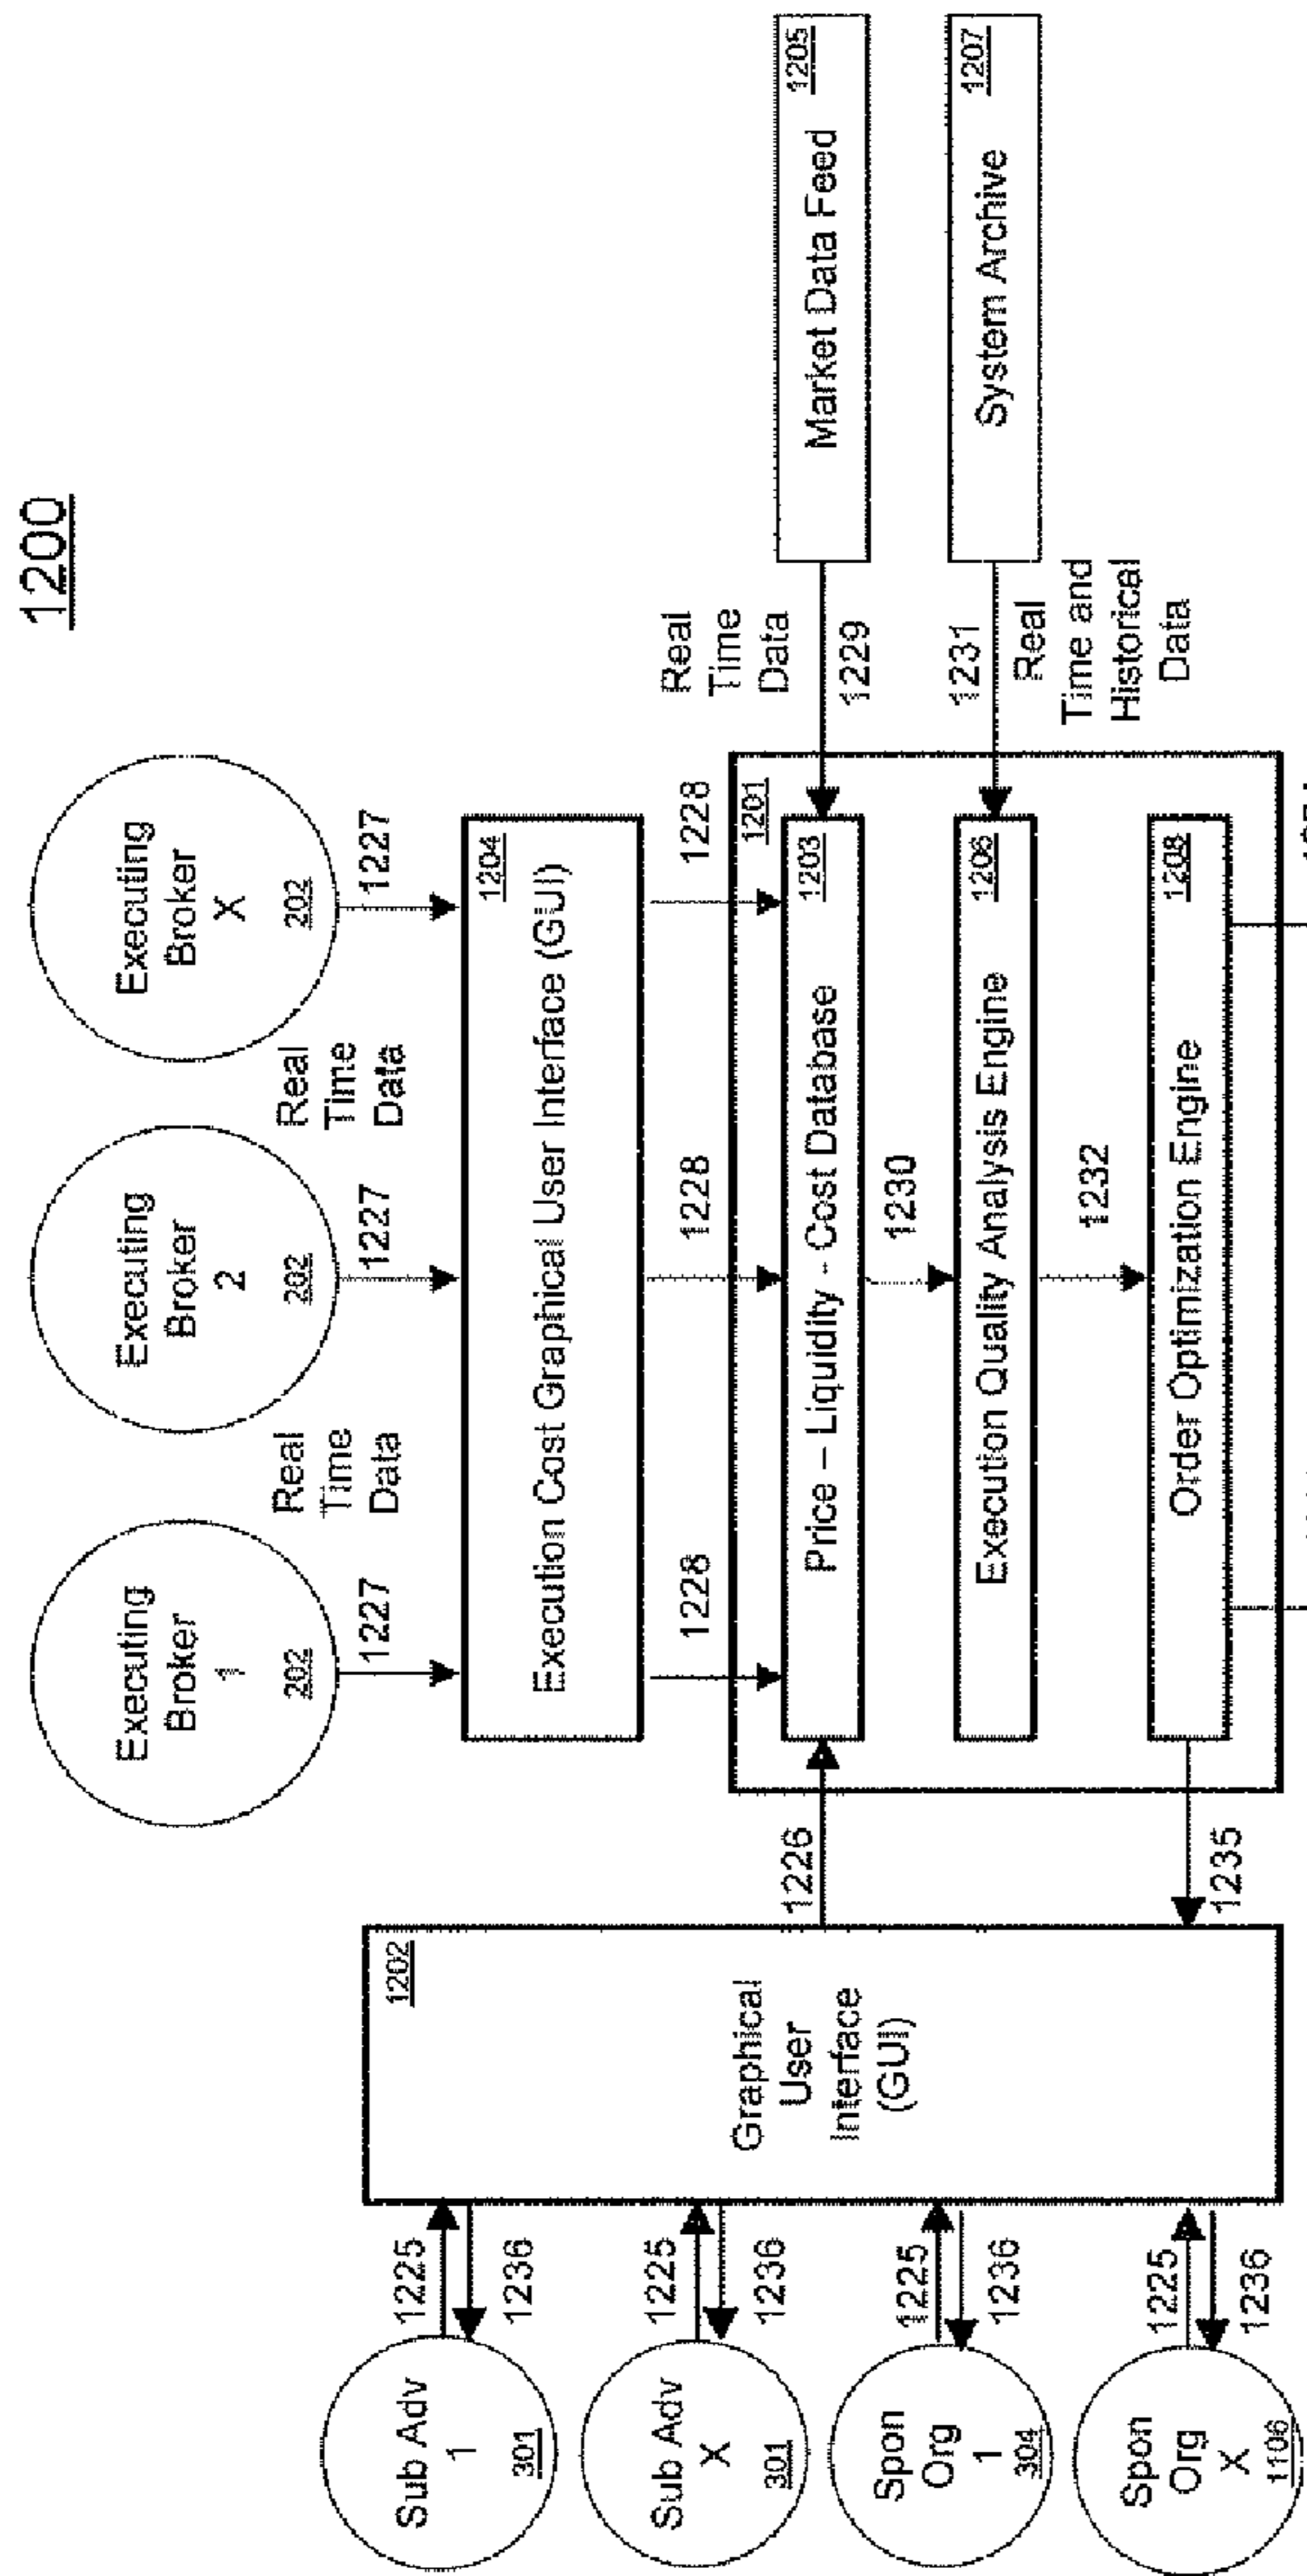 1200
Executing
Broker
1
202
Executing
Broker
2
202
Executing
Broker
X
202
1227
Real
Time
Data
1227
Real
Time
Data
1227
1204
Execution Cost Graphical User Interface (GUI)
1228
1228
1228
1201
1203
Price – Liquidity - Cost Database
1230
1206
Execution Quality Analysis Engine
1232
1208
Order Optimization Engine
Real
Time
Data
1229
1205
Market Data Feed
1231
Real
Time and
Historical
Data
1207
System Archive
1226
1235
1202
Graphical
User
Interface
(GUI)
Sub Adv
1
301
1225
1236
Sub Adv
X
301
1225
1236
Spon
Org
1
304
1225
1236
Spon
Org
X
1106
1225
1236